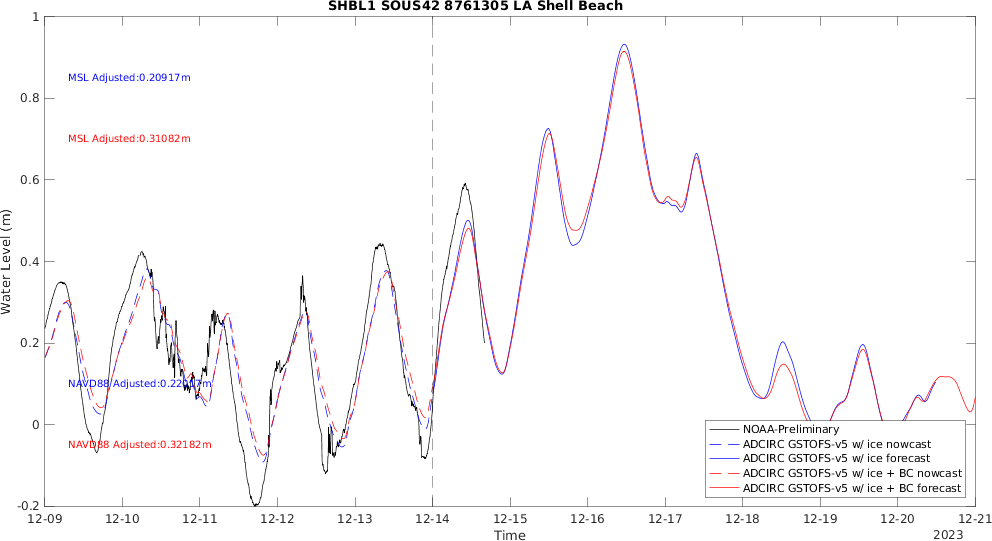 SHBL1 SOUS42 8761305 LA Shell Beach
Water Level (m)
1
0.8
0.6
0.4
0.2
0
-0.2
MSL Adjusted:0.20917m
MSL Adjusted:0.31082m
NAVD88 Adjusted:0.22017m
NAVD88 Adjusted:0.32182m
NOAA-Preliminary
ADCIRC GSTOFS-v5 w/ ice nowcast
ADCIRC GSTOFS-v5 w/ ice forecast
ADCIRC GSTOFS-v5 w/ ice + BC nowcast
ADCIRC GSTOFS-v5 w/ ice + BC forecast
12-09 12-10 12-11 12-12 12-13 12-14 12-15 12-16 12-17 12-18 12-19 12-20 12-21
Time
2023